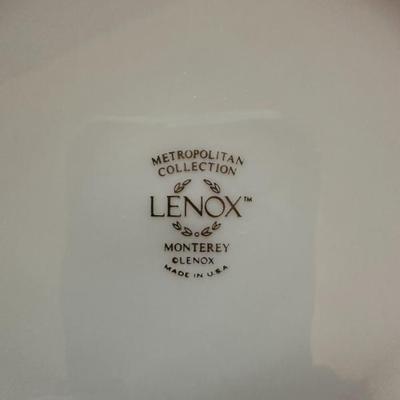 METROPOLITAN
COLLECTION
LENOX™
MONTEREY
©LENOX
MADE IN U.S.A.